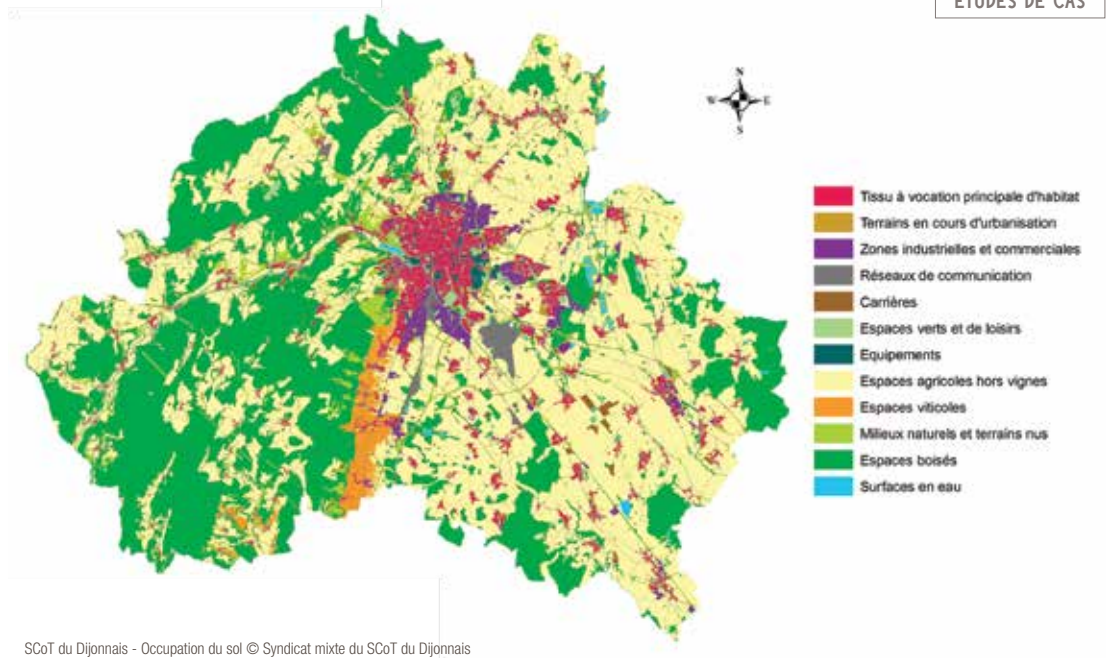 ÉTUDES DE CAS
N
W E
S
Tissu à vocation principale d'habitat
Terrains en cours d'urbanisation
Zones industrielles et commerciales
Réseaux de communication
Carrières
Espaces verts et de loisirs
Equipements
Espaces agricoles hors vignes
Espaces viticoles
Milieux naturels et terrains nus
Espaces boisés
Surfaces en eau
SCoT du Dijonnais - Occupation du sol © Syndicat mixte du SCoT du Dijonnais